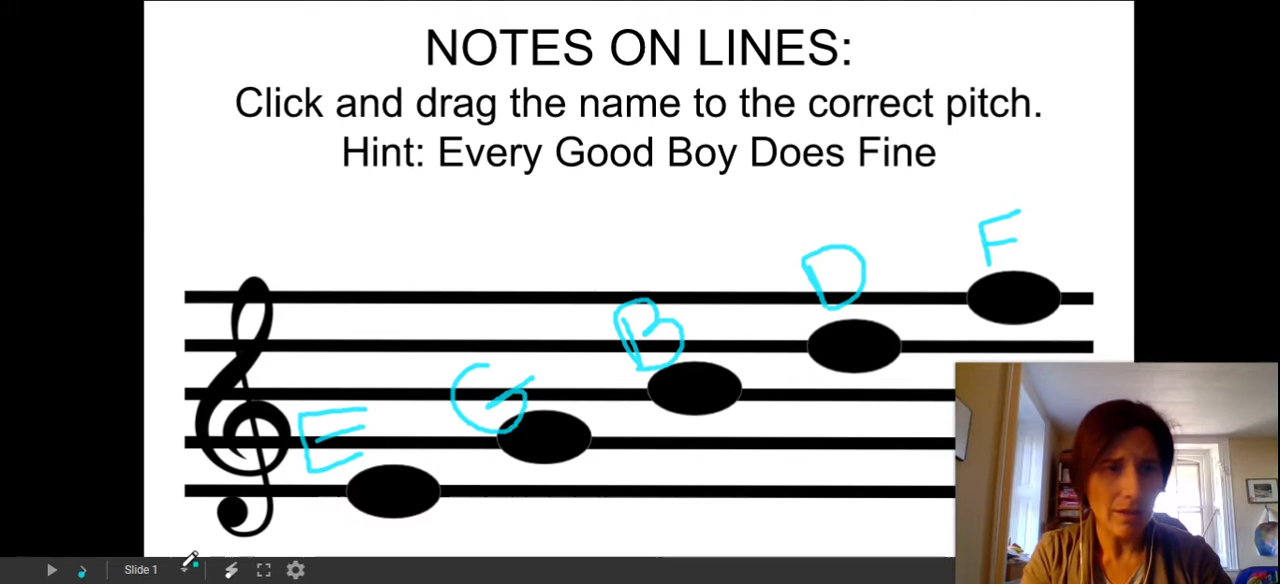 NOTES ON LINES:
Click and drag the name to the correct pitch.
Hint: Every Good Boy Does Fine
E G B D F
Slide 1